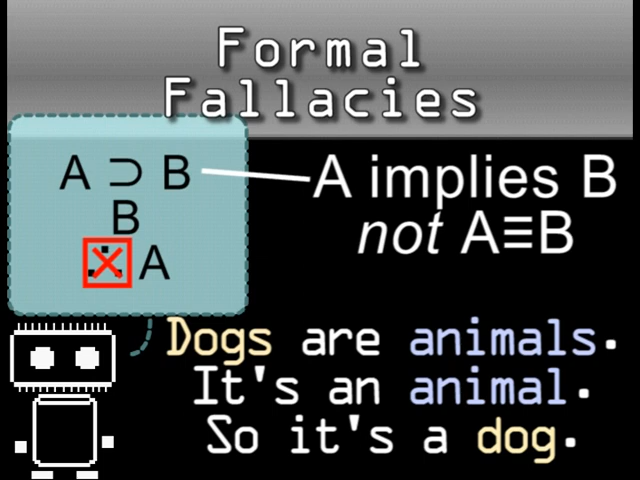 Formal
Fallacies
A ⊃ B
B
∴ A
A implies B
not A≡B
Dogs are animals.
It's an animal.
So it's a dog.